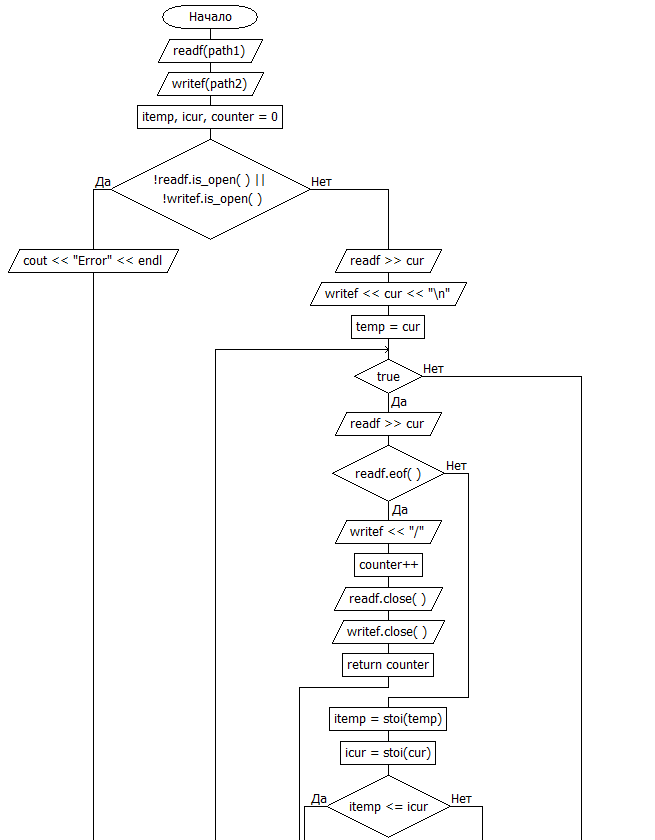 Начало
readf(path1)
writef(path2)
itemp, icur, counter = 0
!readf.is_open( ) ||
!writef.is_open( )
Да
Нет
cout << "Error" << endl
readf >> cur
writef << cur << "\n"
temp = cur
true
Нет
Да
readf >> cur
readf.eof( )
Нет
Да
writef << "/"
counter++
readf.close( )
writef.close( )
return counter
itemp = stoi(temp)
icur = stoi(cur)
Да
itemp <= icur
Нет